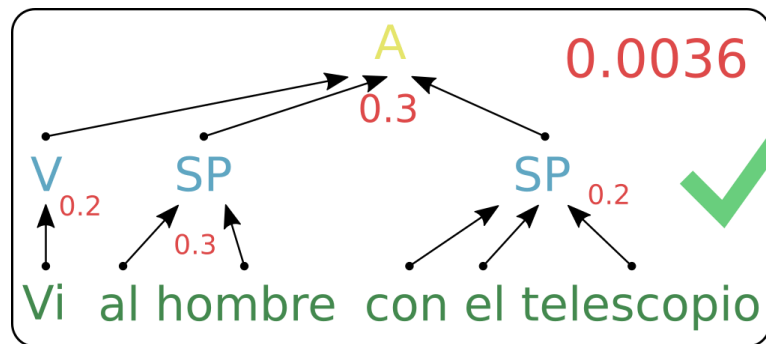 A
0.0036
0.3
V SP SP
0.2 0.2
0.3
Vi al hombre con el telescopio